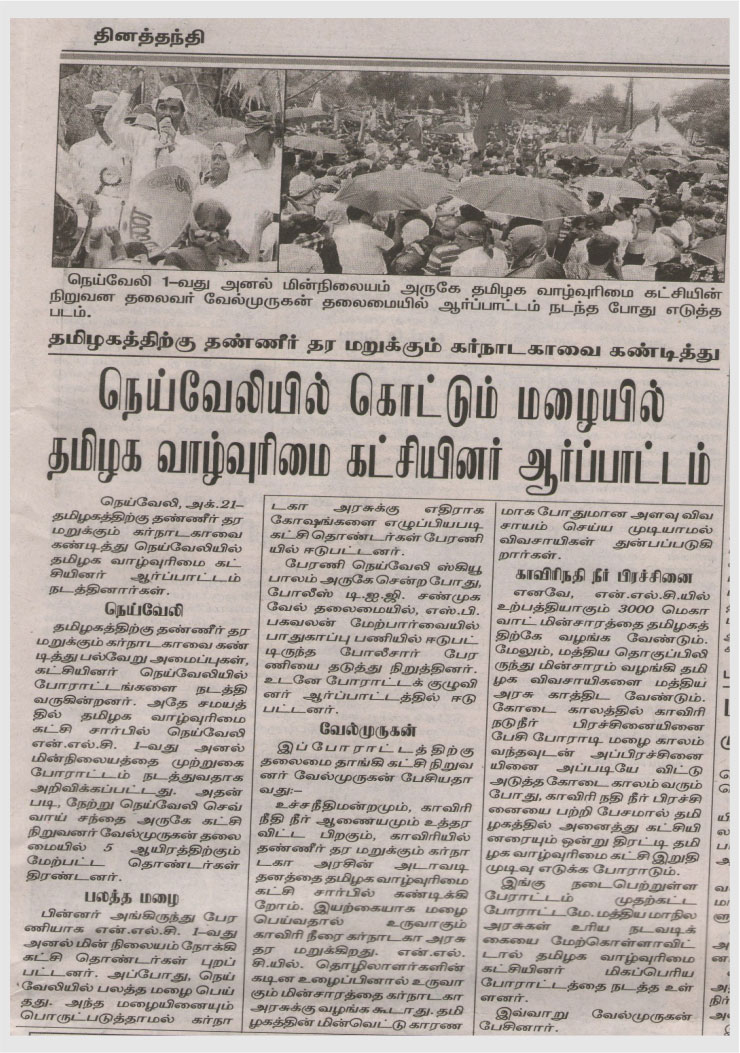 தினத்தந்தி
நெய்வேலி 1-வது அனல் மின்நிலையம் அருகே தமிழக வாழ்வுரிமை கட்சியின்
நிறுவன தலைவர் வேல்முருகன் தலைமையில் ஆர்ப்பாட்டம் நடந்த போது எடுத்த
படம்.
தமிழகத்திற்கு தண்ணீர் தர மறுக்கும் கர்நாடகாவை கண்டித்து
நெய்வேலியில் கொட்டும் மழையில்
தமிழக வாழ்வுரிமை கட்சியினர் ஆர்ப்பாட்டம்
நெய்வேலி, அக்.21-
தமிழகத்திற்கு தண்ணீர் தர
மறுக்கும் கர்நாடகாவை
கண்டித்து நெய்வேலியில்
தமிழக வாழ்வுரிமை கட்
சியினர் ஆர்ப்பாட்டம்
நடத்தினார்கள்.
நெய்வேலி
தமிழகத்திற்கு தண்ணீர் தர
மறுக்கும் கர்நாடகாவை கண்
டித்து பல்வேறு அமைப்புகள்,
கட்சியினர் நெய்வேலியில்
போராட்டங்களை நடத்தி
வருகின்றனர். அதே சமயத்
தில் தமிழக வாழ்வுரிமை
கட்சி சார்பில் நெய்வேலி
என்.எல்.சி. 1-வது அனல்
மின்நிலையத்தை முற்றுகை
போராட்டம் நடத்துவதாக
அறிவிக்கப்பட்டது. அதன்
படி, நேற்று நெய்வேலி செவ்
வாய் சந்தை அருகே கட்சி
நிறுவனர் வேல்முருகன் தலை
மையில் 5 ஆயிரத்திற்கும்
மேற்பட்ட தொண்டர்கள்
திரண்டனர்.
பலத்த மழை
பின்னர் அங்கிருந்து பேர
ணியாக என்.எல்.சி. 1-வது
அனல் மின் நிலையம் நோக்கி
கட்சி தொண்டர்கள் புறப்
பட்டனர். அப்போது, நெய்
வேலியில் பலத்த மழை பெய்
தது. அந்த மழையினையும்
பொருட்படுத்தாமல் கர்நா
டகா அரசுக்கு எதிராக
கோஷங்களை எழுப்பியபடி
கட்சி தொண்டர்கள் பேரணி
யில் ஈடுபட்டனர்.
பேரணி நெய்வேலி ஸ்கியூ
பாலம் அருகே சென்ற போது,
போலீஸ் டி.ஐ.ஜி. சண்முக
வேல் தலைமையில், எஸ்.பி.
பகலவன் மேற்பார்வையில்
பாதுகாப்பு பணியில் ஈடுபட்
டிருந்த போலீசார் பேர
ணியை தடுத்து நிறுத்தினர்.
உடனே போராட்டக் குழுவி
னர் ஆர்ப்பாட்டத்தில் ஈடு
பட்டனர்.
வேல்முருகன்
இப்போராட்டத்திற்கு
தலைமை தாங்கி கட்சி நிறுவ
னர் வேல்முருகன் பேசியதா
வது:-
உச்சநீதிமன்றமும், காவிரி
நீதி நீர் ஆணையமும் உத்தர
விட்ட பிறகும், காவிரியில்
தண்ணீர் தர மறுக்கும் கர்நா
டகா அரசின் அடாவடி
தனத்தை தமிழக வாழ்வுரிமை
கட்சி சார்பில் கண்டிக்கி
றோம். இயற்கையாக மழை
பெய்வதால் உருவாகும்
காவிரி நீரை கர்நாடகா அரசு
தர மறுக்கிறது. என்.எல்.
சி.யில். தொழிலாளர்களின்
கடின உழைப்பினால் உருவா
கும் மின்சாரத்தை கர்நாடகா
அரசுக்கு வழங்க கூடாது. தமி
ழகத்தின் மின்வெட்டு காரண
மாக போதுமான அளவு விவ
சாயம் செய்ய முடியாமல்
விவசாயிகள் துன்பப்படுகி
றார்கள்.
காவிரிநதி நீர் பிரச்சினை
எனவே, என்.எல்.சி.யில்
உற்பத்தியாகும் 3000 மெகா
வாட் மின்சாரத்தை தமிழகத்
திற்கே வழங்க வேண்டும்.
மேலும், மத்திய தொகுப்பிலி
ருந்து மின்சாரம் வழங்கி தமி
ழக விவசாயிகளை மத்திய
அரசு காத்திட வேண்டும்.
கோடை காலத்தில் காவிரி
நடுநீர் பிரச்சினையினை
பேசி போராடி மழை காலம்
வந்தவுடன் அப்பிரச்சினை
யினை அப்படியே விட்டு
அடுத்த கோடை காலம் வரும்
போது, காவிரி நதி நீர் பிரச்சி
னையை பற்றி பேசாமல் தமி
ழகத்தில் அனைத்து கட்சியி
னரையும் ஒன்று திரட்டி தமி
ழக வாழ்வுரிமை கட்சி இறுதி
முடிவு எடுக்க போராடும்.
இங்கு நடைபெற்றுள்ள
போராட்டம் முதற்கட்ட
போராட்டமே. மத்திய மாநில
அரசுகள் உரிய நடவடிக்
கையை மேற்கொள்ளாவிட்
டால் தமிழக வாழ்வுரிமை
கட்சியினர் மிகப்பெரிய
போராட்டத்தை நடத்த உள்
ளனர்.
இவ்வாறு வேல்முருகன்
பேசினார்.